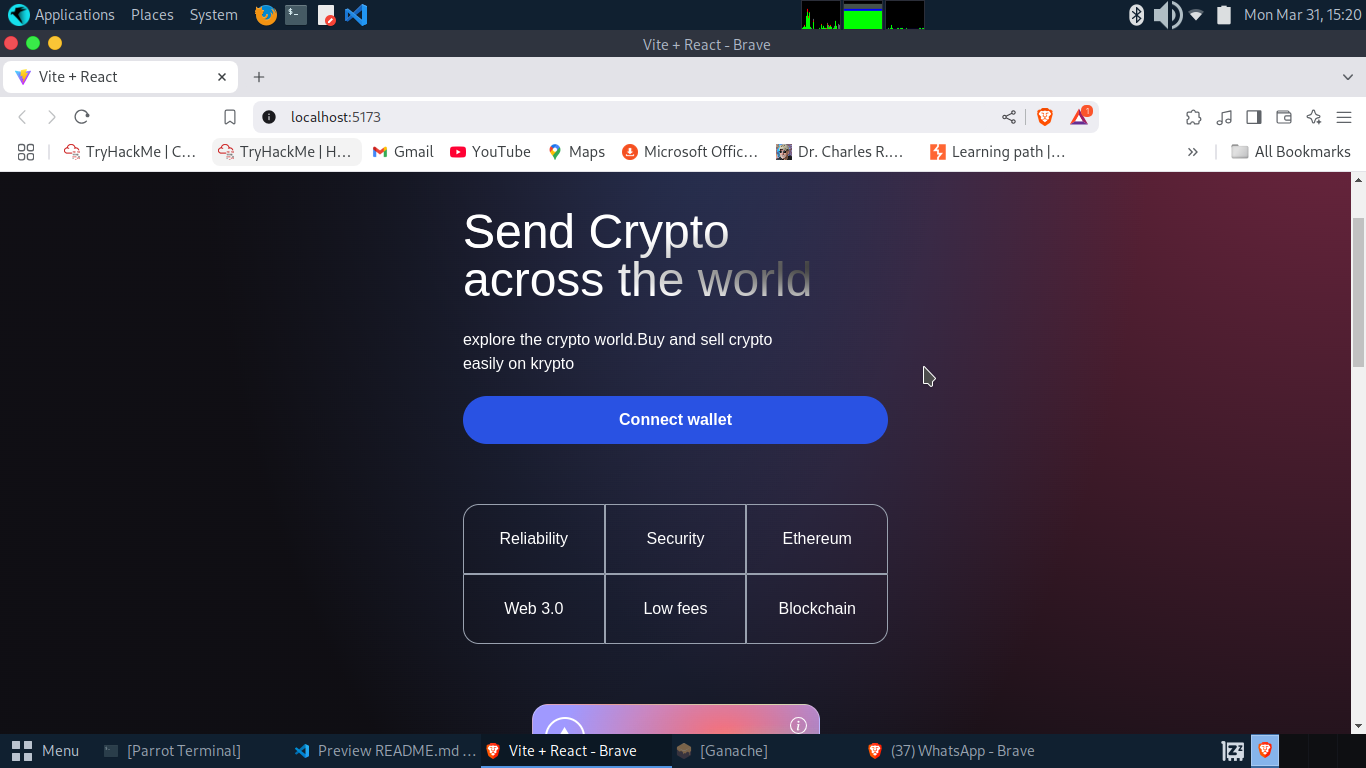 Applications Places System Mon Mar 31, 15:20
Vite + React - Brave
Vite + React
localhost:5173 1
TryHackMe | C… TryHackMe | H… Gmail YouTube Maps Microsoft Offic… Dr. Charles R.… Learning path |… All Bookmarks
Send Crypto
across the world
explore the crypto world.Buy and sell crypto
easily on krypto
Connect wallet
Reliability Security Ethereum
Web 3.0 Low fees Blockchain
Menu [Parrot Terminal] Preview README.md … Vite + React - Brave [Ganache] (37) WhatsApp - Brave